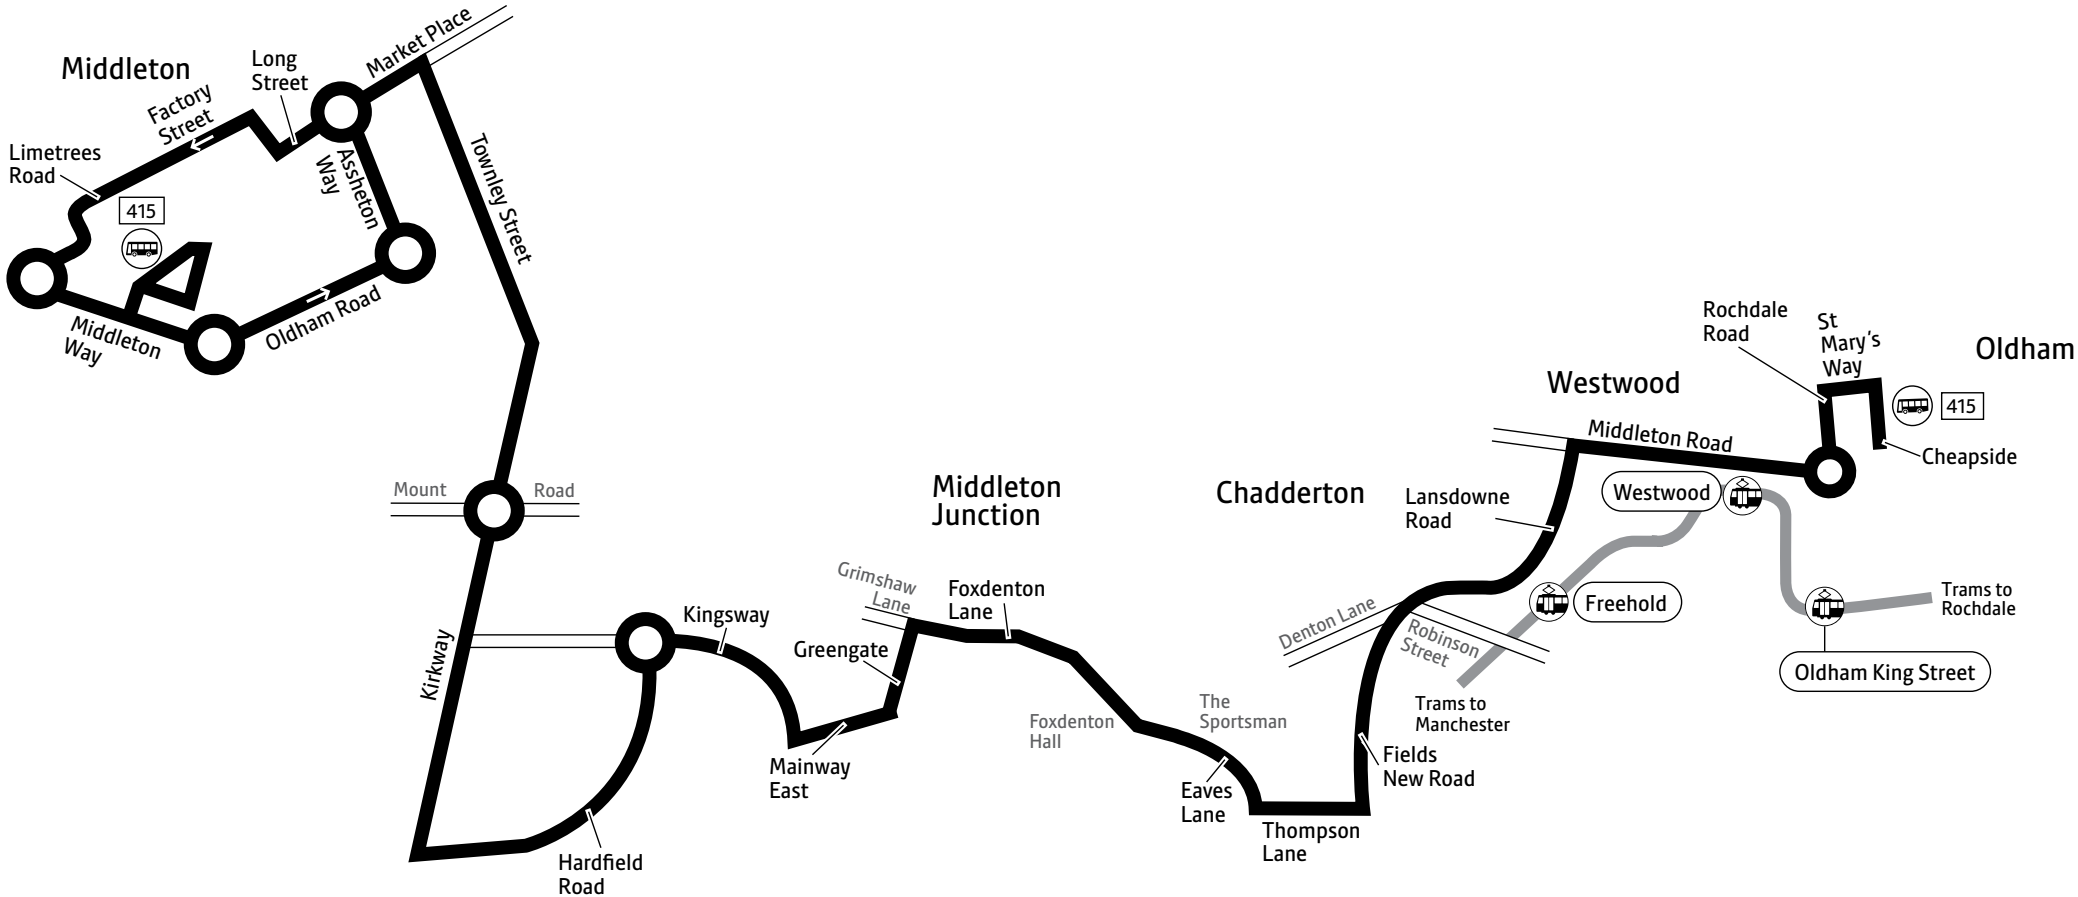 Middleton
Long
Street
Market Place
Factory
Street
Limetrees
Road
415
Assheton
Way
Townley Street
Middleton
Way
Oldham Road
Mount
Road
Kirkway
Hardfield
Road
Kingsway
Mainway
East
Greengate
Grimshaw
Lane
Middleton
Junction
Foxdenton
Lane
Foxdenton
Hall
The
Sportsman
Eaves
Lane
Thompson
Lane
Chadderton
Denton Lane
Robinson
Street
Fields
New Road
Trams to
Manchester
Lansdowne
Road
Westwood
Middleton Road
Westwood
Freehold
Rochdale
Road
St
Mary's
Way
Oldham
415
Cheapside
Trams to
Rochdale
Oldham King Street